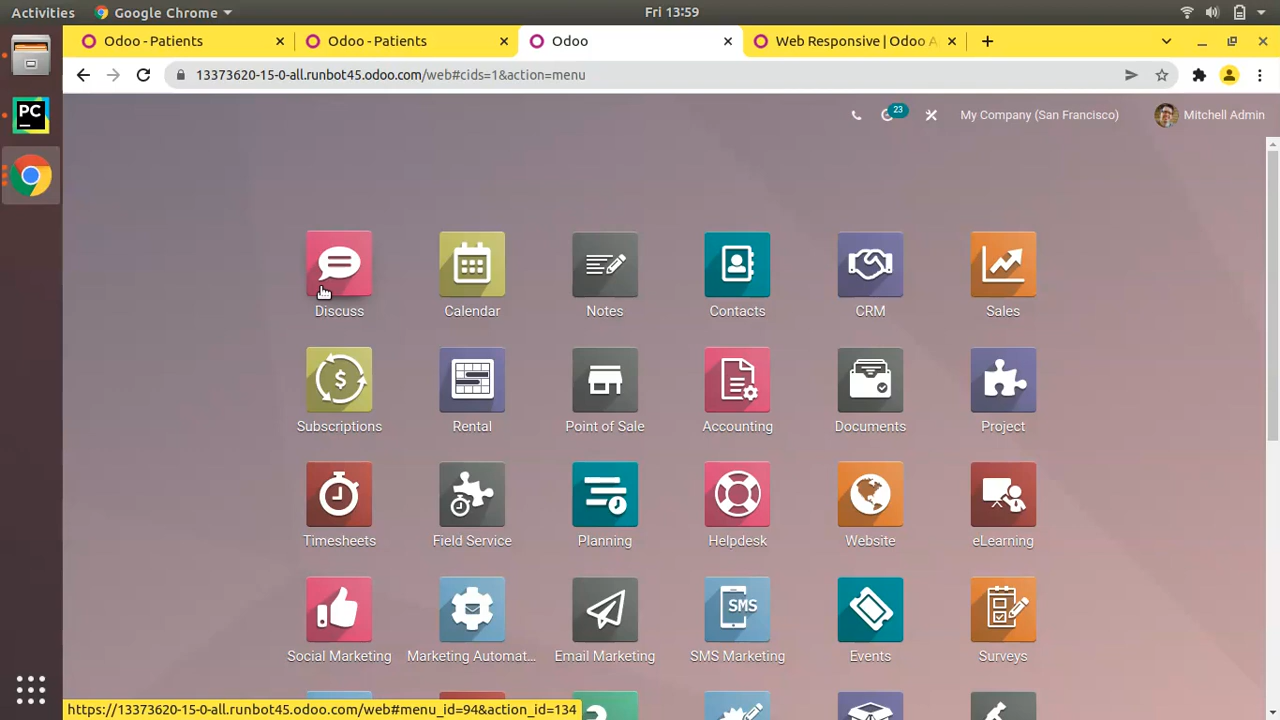 Activities
Google Chrome
Fri 13:59
Odoo - Patients
Odoo - Patients
Odoo
Web Responsive | Odoo A
13373620-15-0-all.runbot45.odoo.com/web#cids=1&action=menu
23
My Company (San Francisco)
Mitchell Admin
Discuss
Calendar
Notes
Contacts
CRM
Sales
Subscriptions
Rental
Point of Sale
Accounting
Documents
Project
Timesheets
Field Service
Planning
Helpdesk
Website
eLearning
SMS
Social Marketing
Marketing Automat...
Email Marketing
SMS Marketing
Events
Surveys
https://13373620-15-0-all.runbot45.odoo.com/web#menu_id=94&action_id=134
PC